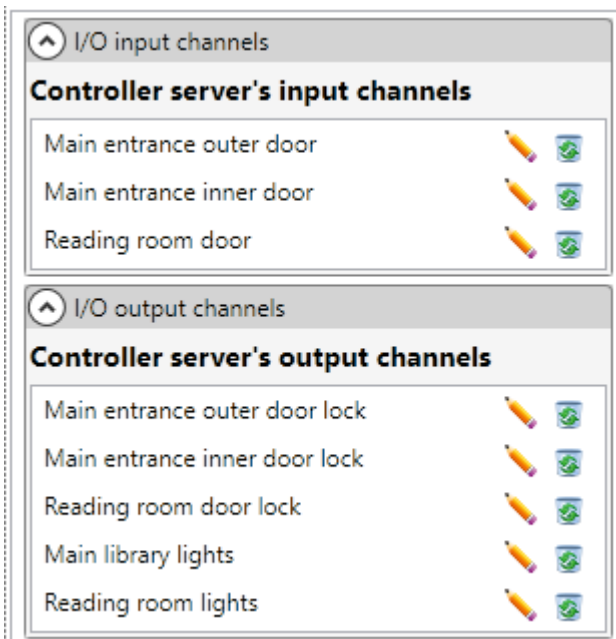 I/O input channels
Controller server's input channels
Main entrance outer door
Main entrance inner door
Reading room door
I/O output channels
Controller server's output channels
Main entrance outer door lock
Main entrance inner door lock
Reading room door lock
Main library lights
Reading room lights